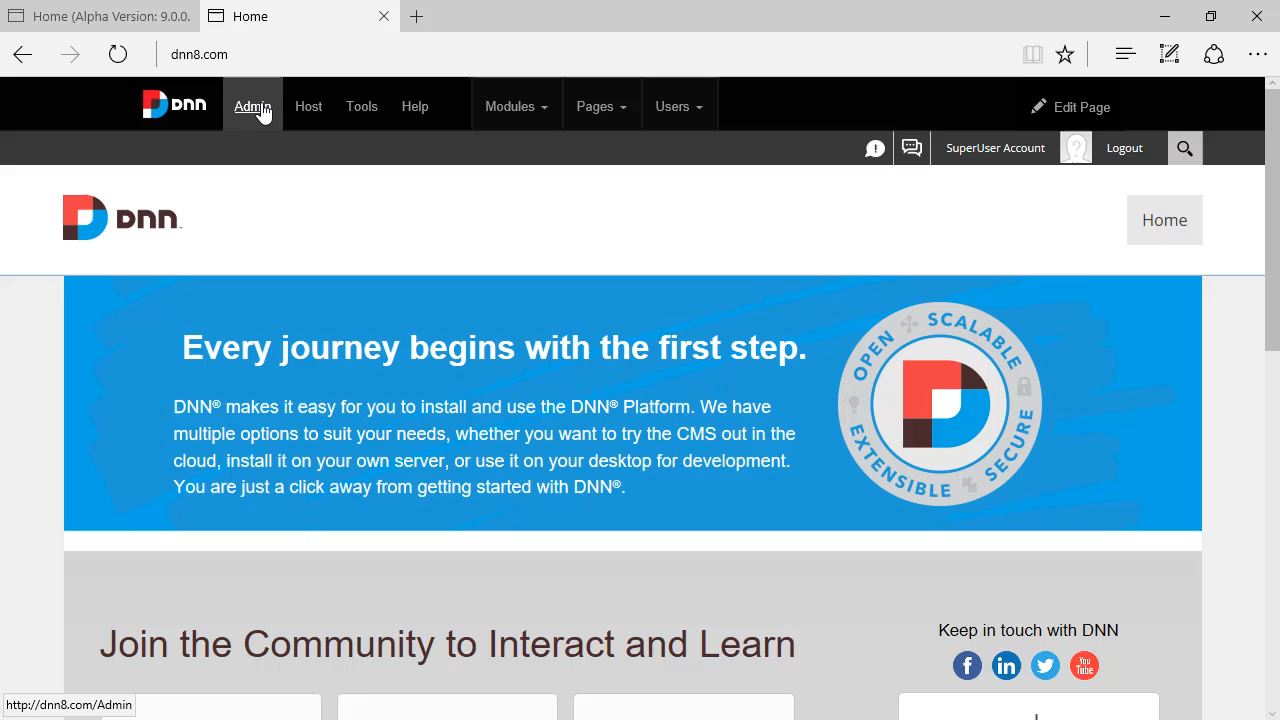 Home (Alpha Version: 9.0.0.
Home
dnn8.com
DNN
Admin
Host
Tools
Help
Modules
Pages
Users
Edit Page
SuperUser Account
Logout
DNN
Home
Every journey begins with the first step.
DNN® makes it easy for you to install and use the DNN® Platform. We have
multiple options to suit your needs, whether you want to try the CMS out in the
cloud, install it on your own server, or use it on your desktop for development.
You are just a click away from getting started with DNN®.
OPEN
SCALABLE
EXTENSIBLE
SECURE
Join the Community to Interact and Learn
Keep in touch with DNN
You
Tube
http://dnn8.com/Admin